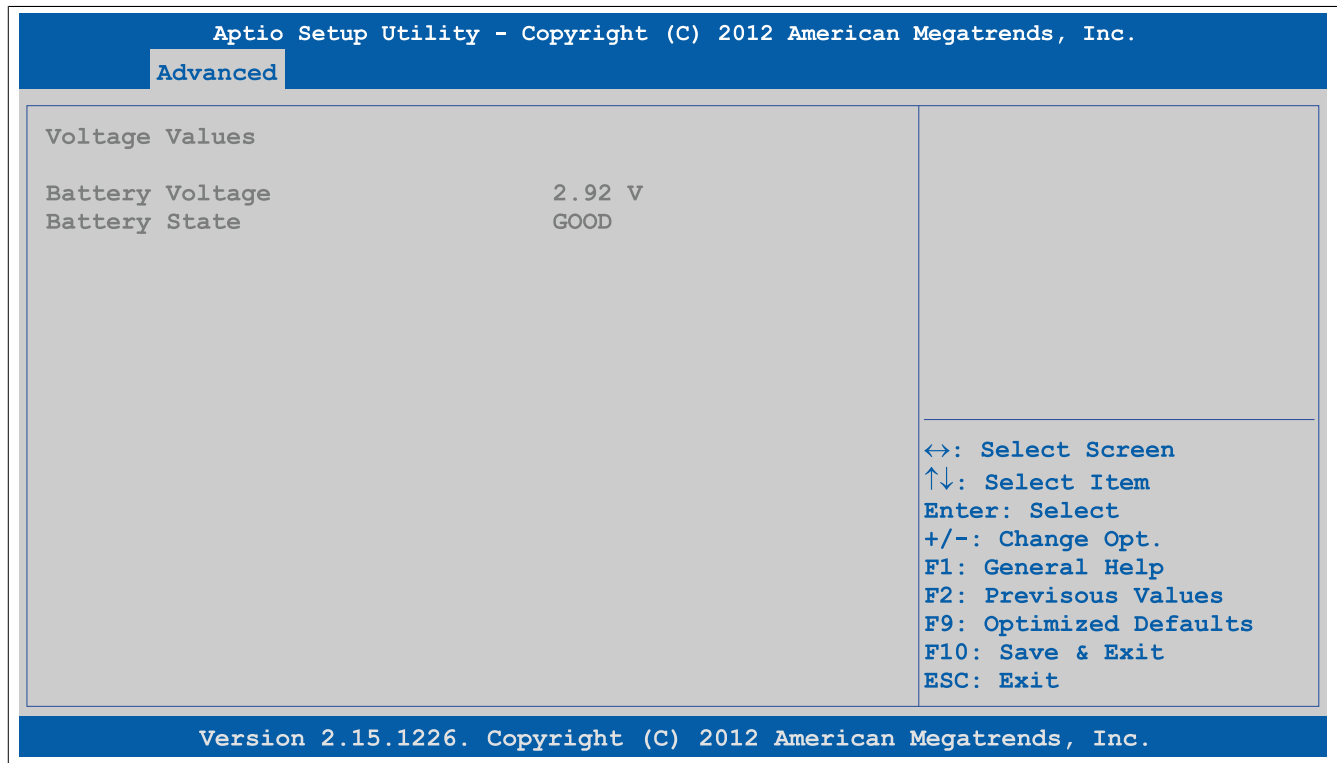 Aptio Setup Utility - Copyright (C) 2012 American Megatrends, Inc.
Advanced
Voltage Values
Battery Voltage 2.92 V
Battery State GOOD
↔: Select Screen
↑↓: Select Item
Enter: Select
+/-: Change Opt.
F1: General Help
F2: Previsous Values
F9: Optimized Defaults
F10: Save & Exit
ESC: Exit
Version 2.15.1226. Copyright (C) 2012 American Megatrends, Inc.